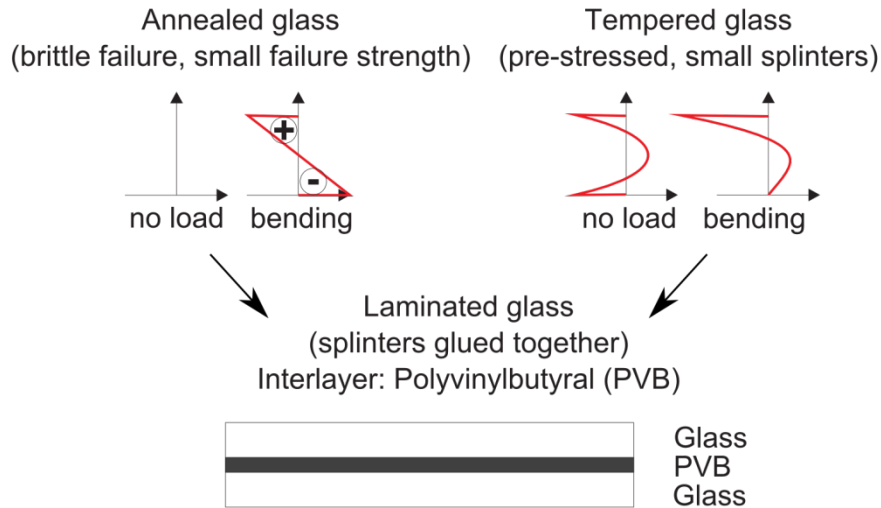 Annealed glass
(brittle failure, small failure strength)
Tempered glass
(pre-stressed, small splinters)
+
-
no load
bending
no load
bending
Laminated glass
(splinters glued together)
Interlayer: Polyvinylbutyral (PVB)
Glass
PVB
Glass